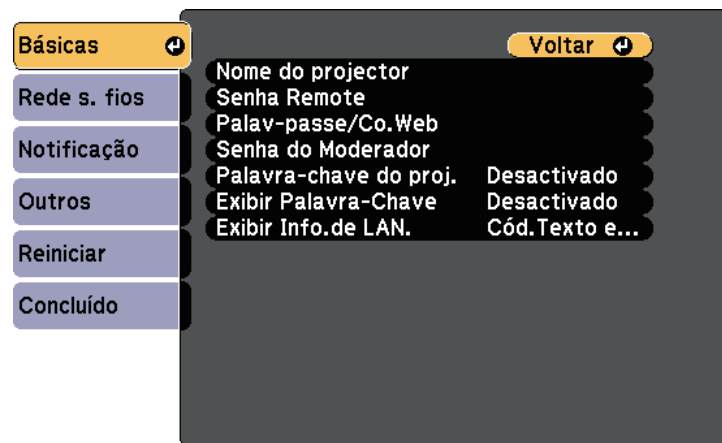 Básicas
Rede s. fios
Notificação
Outros
Reiniciar
Concluído
Voltar
Nome do projector
Senha Remote
Palav-passe/Co.Web
Senha do Moderador
Palavra-chave do proj. Desactivado
Exibir Palavra-Chave Desactivado
Exibir Info.de LAN. Cód.Texto e...